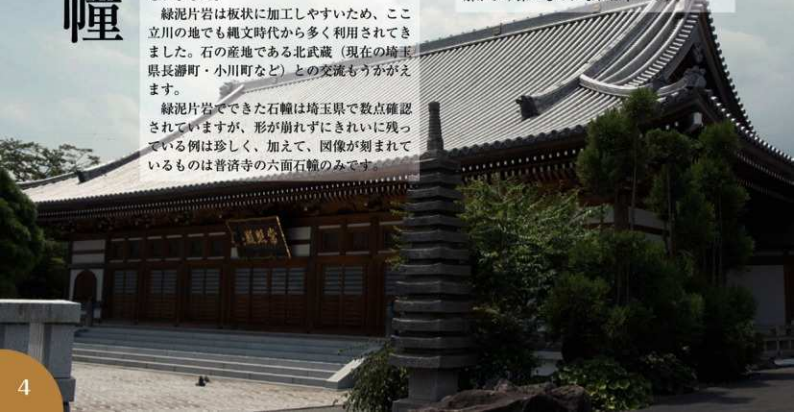 幢
緑泥片岩は板状に加工しやすいため、ここ
立川の地でも縄文時代から多く利用されてき
ました。石の産地である北武蔵（現在の埼玉
県長瀞町・小川町など）との交流もうかがえ
ます。
緑泥片岩でできた石幢は埼玉県で数点確認
されていますが、形が崩れずにきれいに残っ
ている例は珍しく、加えて、図像が刻まれて
いるものは普済寺の六面石幢のみです。
4